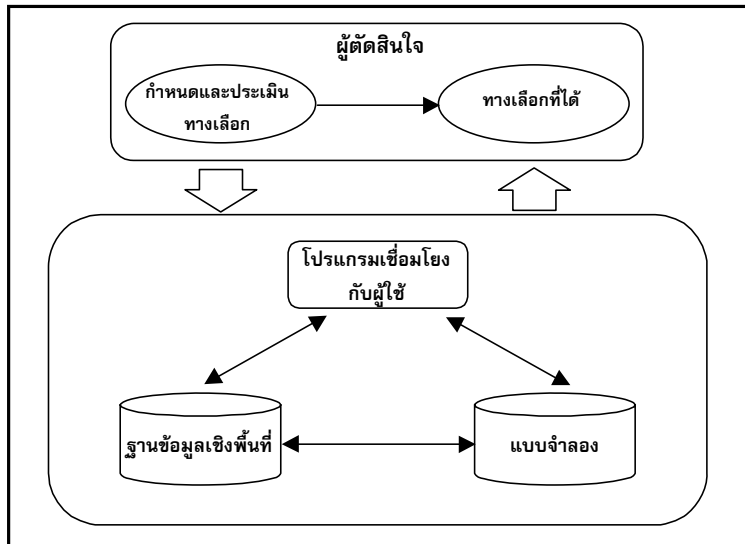 ผู้ตัดสินใจ
กำหนดและประเมิน
ทางเลือก
ทางเลือกที่ได้
โปรแกรมเชื่อมโยง
กับผู้ใช้
ฐานข้อมูลเชิงพื้นที่
แบบจำลอง